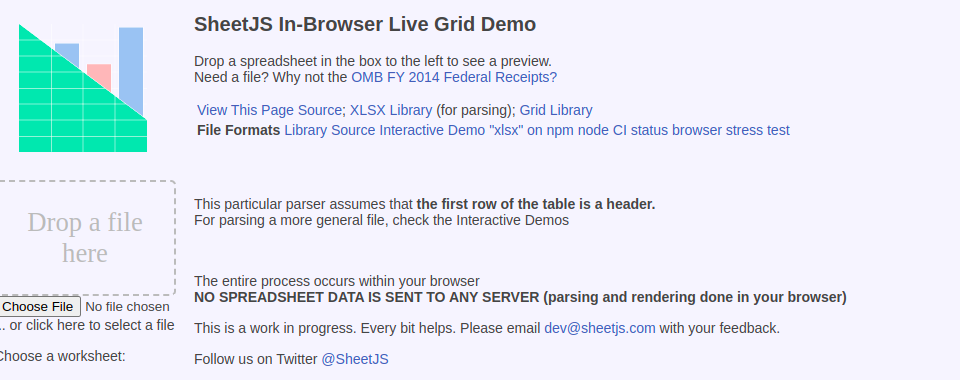 SheetJS In-Browser Live Grid Demo
Drop a spreadsheet in the box to the left to see a preview.
Need a file? Why not the OMB FY 2014 Federal Receipts?
View This Page Source; XLSX Library (for parsing); Grid Library
File Formats Library Source Interactive Demo "xlsx" on npm node CI status browser stress test
Drop a file
here
Choose File No file chosen
.. or click here to select a file
Choose a worksheet:
This particular parser assumes that the first row of the table is a header.
For parsing a more general file, check the Interactive Demos
The entire process occurs within your browser
NO SPREADSHEET DATA IS SENT TO ANY SERVER (parsing and rendering done in your browser)
This is a work in progress. Every bit helps. Please email dev@sheetjs.com with your feedback.
Follow us on Twitter @SheetJS